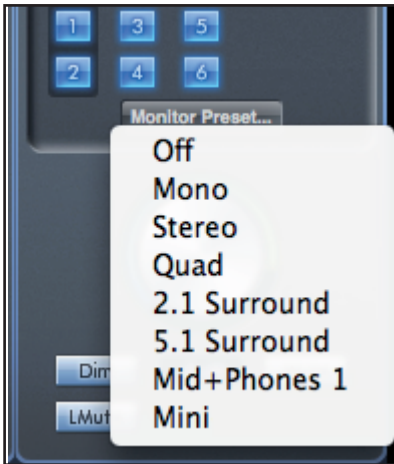 1 3 5
2 4 6
Monitor Preset...
Off
Mono
Stereo
Quad
2.1 Surround
5.1 Surround
Mid+Phones 1
Mini